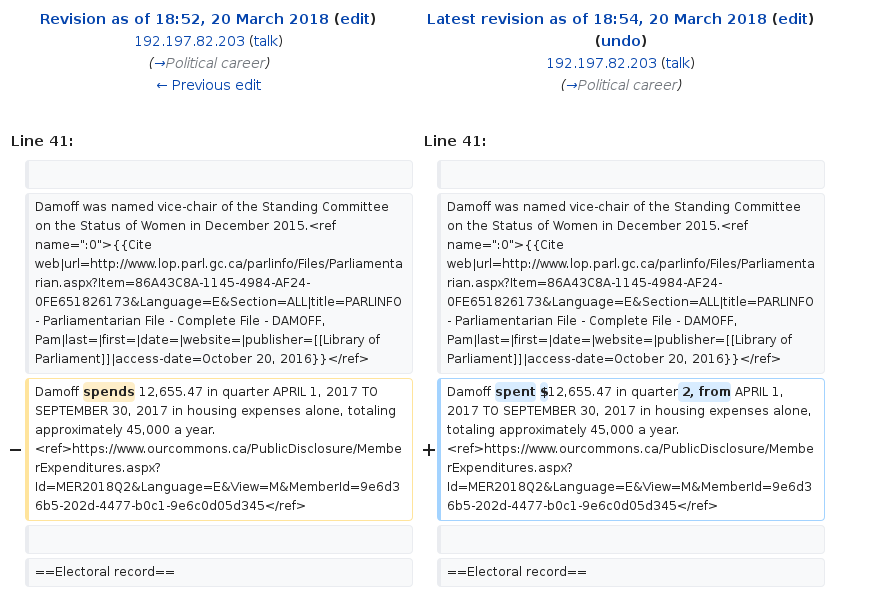 Revision as of 18:52, 20 March 2018 (edit)
192.197.82.203 (talk)
(→Political career)
← Previous edit
Latest revision as of 18:54, 20 March 2018 (edit)
(undo)
192.197.82.203 (talk)
(→Political career)
Line 41:
Line 41:
Damoff was named vice-chair of the Standing Committee
on the Status of Women in December 2015.<ref
name=":0">{{Cite
web|url=http://www.lop.parl.gc.ca/parlinfo/Files/Parliamenta
rian.aspx?Item=86A43C8A-1145-4984-AF24-
0FE651826173&Language=E&Section=ALL|title=PARLINFO
- Parliamentarian File - Complete File - DAMOFF,
Pam|last=|first=|date=|website=|publisher=[[Library of
Parliament]]|access-date=October 20, 2016}}</ref>
Damoff was named vice-chair of the Standing Committee
on the Status of Women in December 2015.<ref
name=":0">{{Cite
web|url=http://www.lop.parl.gc.ca/parlinfo/Files/Parliamenta
rian.aspx?Item=86A43C8A-1145-4984-AF24-
0FE651826173&Language=E&Section=ALL|title=PARLINFO
- Parliamentarian File - Complete File - DAMOFF,
Pam|last=|first=|date=|website=|publisher=[[Library of
Parliament]]|access-date=October 20, 2016}}</ref>
−
Damoff spends 12,655.47 in quarter APRIL 1, 2017 TO
SEPTEMBER 30, 2017 in housing expenses alone, totaling
approximately 45,000 a year.
<ref>https://www.ourcommons.ca/PublicDisclosure/Membe
rExpenditures.aspx?
Id=MER2018Q2&Language=E&View=M&MemberId=9e6d3
6b5-202d-4477-b0c1-9e6c0d05d345</ref>
+
Damoff spent $12,655.47 in quarter 2, from APRIL 1,
2017 TO SEPTEMBER 30, 2017 in housing expenses alone,
totaling approximately 45,000 a year.
<ref>https://www.ourcommons.ca/PublicDisclosure/Membe
rExpenditures.aspx?
Id=MER2018Q2&Language=E&View=M&MemberId=9e6d3
6b5-202d-4477-b0c1-9e6c0d05d345</ref>
==Electoral record==
==Electoral record==